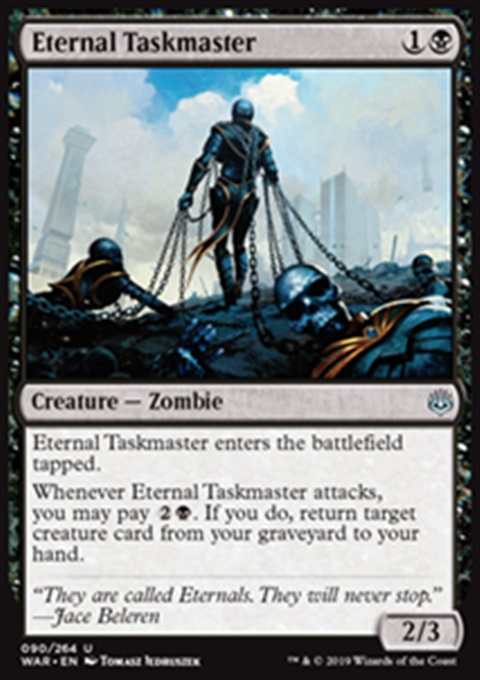 Eternal Taskmaster 1
Creature — Zombie
Eternal Taskmaster enters the battlefield
tapped.
Whenever Eternal Taskmaster attacks,
you may pay 2. If you do, return target
creature card from your graveyard to your
hand.
“They are called Eternals. They will never stop.”
—Jace Beleren
2/3
090/264 U
WAR • EN Tomasz Jedruszek
™ & © 2019 Wizards of the Coast